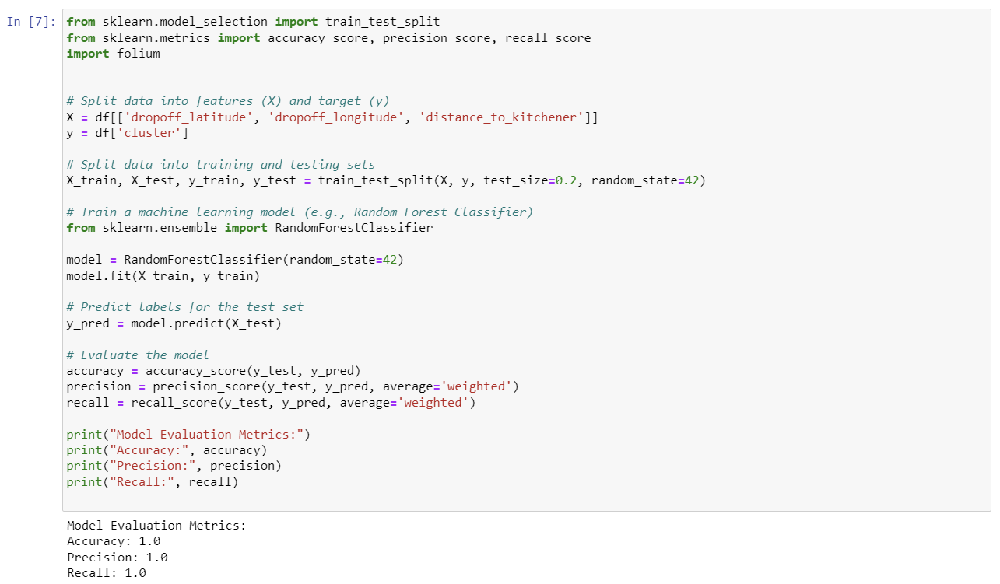 In [7]:
from sklearn.model_selection import train_test_split
from sklearn.metrics import accuracy_score, precision_score, recall_score
import folium
# Split data into features (X) and target (y)
X = df[['dropoff_latitude', 'dropoff_longitude', 'distance_to_kitchener']]
y = df['cluster']
# Split data into training and testing sets
X_train, X_test, y_train, y_test = train_test_split(X, y, test_size=0.2, random_state=42)
# Train a machine learning model (e.g., Random Forest Classifier)
from sklearn.ensemble import RandomForestClassifier
model = RandomForestClassifier(random_state=42)
model.fit(X_train, y_train)
# Predict labels for the test set
y_pred = model.predict(X_test)
# Evaluate the model
accuracy = accuracy_score(y_test, y_pred)
precision = precision_score(y_test, y_pred, average='weighted')
recall = recall_score(y_test, y_pred, average='weighted')
print("Model Evaluation Metrics:")
print("Accuracy:", accuracy)
print("Precision:", precision)
print("Recall:", recall)
Model Evaluation Metrics:
Accuracy: 1.0
Precision: 1.0
Recall: 1.0